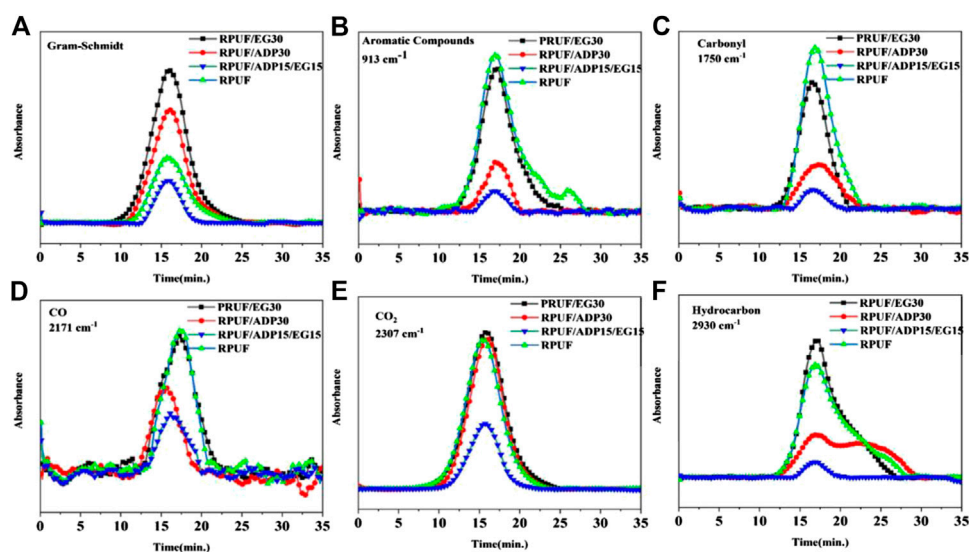 A
Gram-Schmidt
RPUF/EG30
RPUF/ADP30
RPUF/ADP15/EG15
RPUF
Absorbance
0 5 10 15 20 25 30 35
Time(min.)
B
Aromatic Compounds
913 cm⁻¹
PRUF/EG30
RPUF/ADP30
RPUF/ADP15/EG15
RPUF
Absorbance
0 5 10 15 20 25 30 35
Time(min.)
C
Carbonyl
1750 cm⁻¹
PRUF/EG30
RPUF/ADP30
RPUF/ADP15/EG15
RPUF
Absorbance
0 5 10 15 20 25 30 35
Time(min.)
D
CO
2171 cm⁻¹
PRUF/EG30
RPUF/ADP30
RPUF/ADP15/EG15
RPUF
Absorbance
0 5 10 15 20 25 30 35
Time(min.)
E
CO₂
2307 cm⁻¹
PRUF/EG30
RPUF/ADP30
RPUF/ADP15/EG15
RPUF
Absorbance
0 5 10 15 20 25 30 35
Time(min.)
F
Hydrocarbon
2930 cm⁻¹
RPUF/EG30
RPUF/ADP30
RPUF/ADP15/EG15
RPUF
Absorbance
0 5 10 15 20 25 30 35
Time(min.)